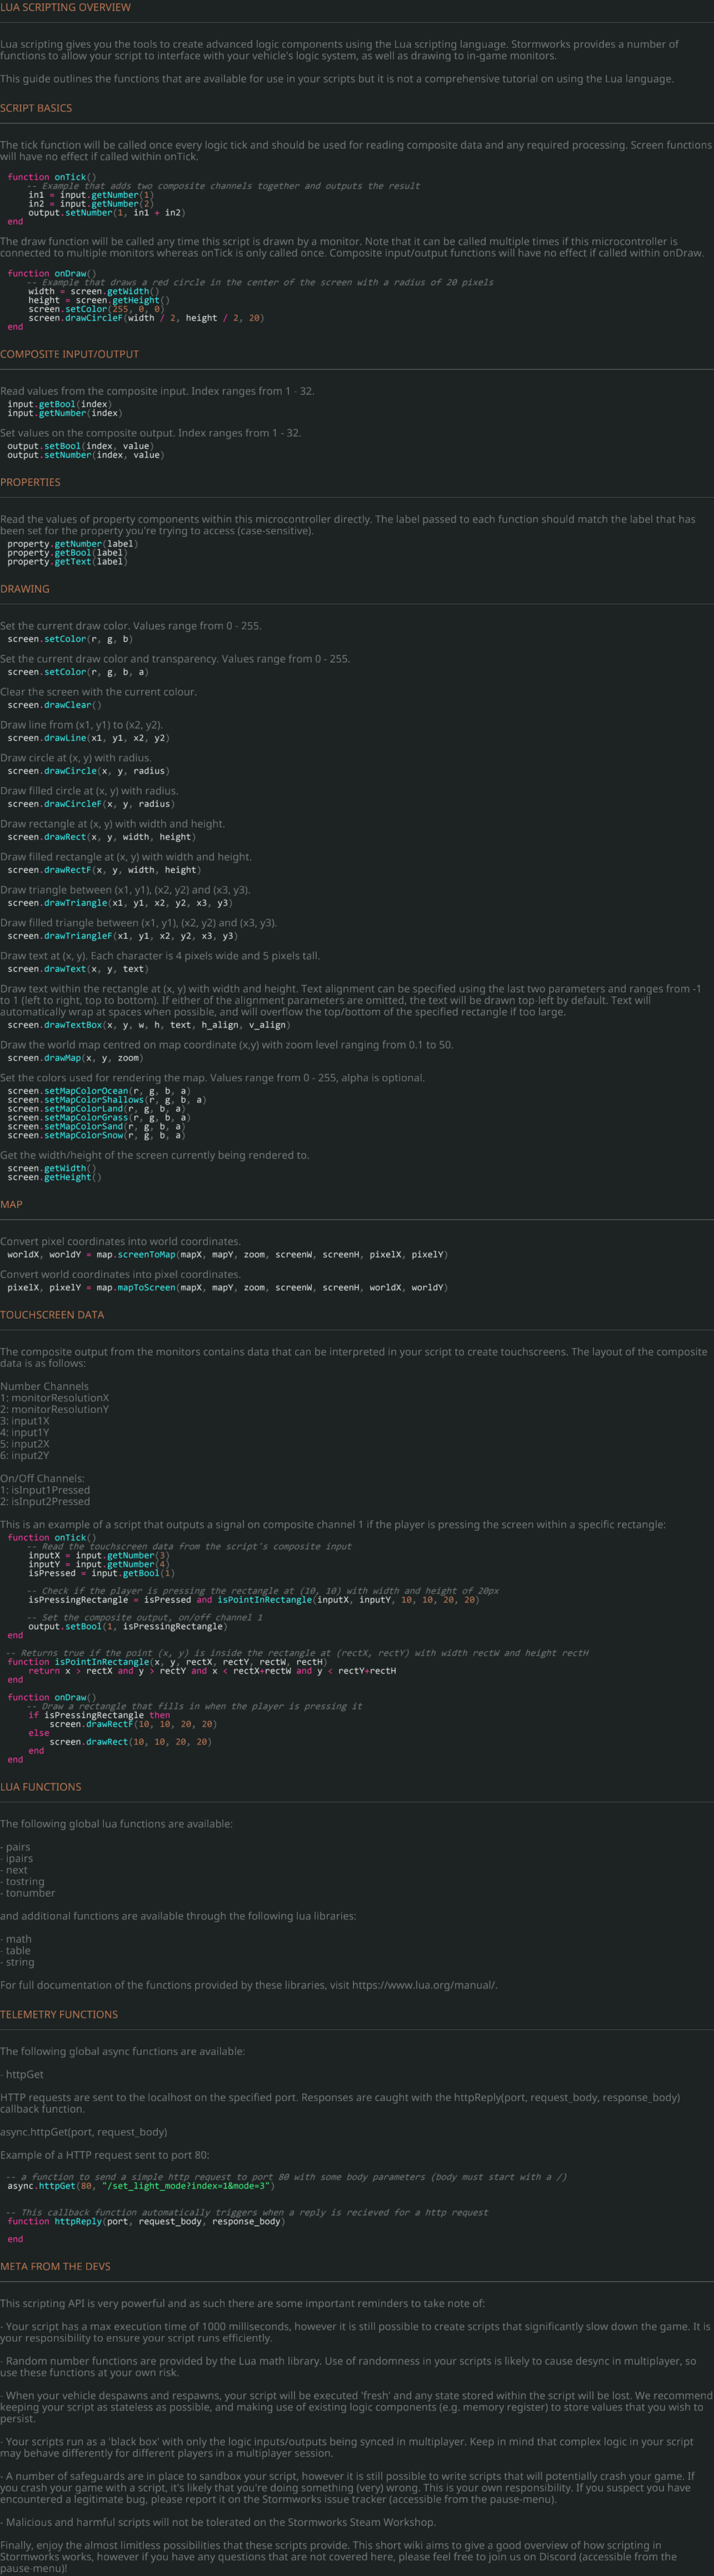 LUA SCRIPTING OVERVIEW
Lua scripting gives you the tools to create advanced logic components using the Lua scripting language. Stormworks provides a number of
functions to allow your script to interface with your vehicle's logic system, as well as drawing to in-game monitors.
This guide outlines the functions that are available for use in your scripts but it is not a comprehensive tutorial on using the Lua language.
SCRIPT BASICS
The tick function will be called once every logic tick and should be used for reading composite data and any required processing. Screen functions
will have no effect if called within onTick.
function onTick()
-- Example that adds two composite channels together and outputs the result
in1 = input.getNumber(1)
in2 = input.getNumber(2)
output.setNumber(1, in1 + in2)
end
The draw function will be called any time this script is drawn by a monitor. Note that it can be called multiple times if this microcontroller is
connected to multiple monitors whereas onTick is only called once. Composite input/output functions will have no effect if called within onDraw.
function onDraw()
-- Example that draws a red circle in the center of the screen with a radius of 20 pixels
width = screen.getWidth()
height = screen.getHeight()
screen.setColor(255, 0, 0)
screen.drawCircleF(width / 2, height / 2, 20)
end
COMPOSITE INPUT/OUTPUT
Read values from the composite input. Index ranges from 1 - 32.
input.getBool(index)
input.getNumber(index)
Set values on the composite output. Index ranges from 1 - 32.
output.setBool(index, value)
output.setNumber(index, value)
PROPERTIES
Read the values of property components within this microcontroller directly. The label passed to each function should match the label that has
been set for the property you're trying to access (case-sensitive).
property.getNumber(label)
property.getBool(label)
property.getText(label)
DRAWING
Set the current draw color. Values range from 0 - 255.
screen.setColor(r, g, b)
Set the current draw color and transparency. Values range from 0 - 255.
screen.setColor(r, g, b, a)
Clear the screen with the current colour.
screen.drawClear()
Draw line from (x1, y1) to (x2, y2).
screen.drawLine(x1, y1, x2, y2)
Draw circle at (x, y) with radius.
screen.drawCircle(x, y, radius)
Draw filled circle at (x, y) with radius.
screen.drawCircleF(x, y, radius)
Draw rectangle at (x, y) with width and height.
screen.drawRect(x, y, width, height)
Draw filled rectangle at (x, y) with width and height.
screen.drawRectF(x, y, width, height)
Draw triangle between (x1, y1), (x2, y2) and (x3, y3).
screen.drawTriangle(x1, y1, x2, y2, x3, y3)
Draw filled triangle between (x1, y1), (x2, y2) and (x3, y3).
screen.drawTriangleF(x1, y1, x2, y2, x3, y3)
Draw text at (x, y). Each character is 4 pixels wide and 5 pixels tall.
screen.drawText(x, y, text)
Draw text within the rectangle at (x, y) with width and height. Text alignment can be specified using the last two parameters and ranges from -1
to 1 (left to right, top to bottom). If either of the alignment parameters are omitted, the text will be drawn top-left by default. Text will
automatically wrap at spaces when possible, and will overflow the top/bottom of the specified rectangle if too large.
screen.drawTextBox(x, y, w, h, text, h_align, v_align)
Draw the world map centred on map coordinate (x,y) with zoom level ranging from 0.1 to 50.
screen.drawMap(x, y, zoom)
Set the colors used for rendering the map. Values range from 0 - 255, alpha is optional.
screen.setMapColorOcean(r, g, b, a)
screen.setMapColorShallows(r, g, b, a)
screen.setMapColorLand(r, g, b, a)
screen.setMapColorGrass(r, g, b, a)
screen.setMapColorSand(r, g, b, a)
screen.setMapColorSnow(r, g, b, a)
Get the width/height of the screen currently being rendered to.
screen.getWidth()
screen.getHeight()
MAP
Convert pixel coordinates into world coordinates.
worldX, worldY = map.screenToMap(mapX, mapY, zoom, screenW, screenH, pixelX, pixelY)
Convert world coordinates into pixel coordinates.
pixelX, pixelY = map.mapToScreen(mapX, mapY, zoom, screenW, screenH, worldX, worldY)
TOUCHSCREEN DATA
The composite output from the monitors contains data that can be interpreted in your script to create touchscreens. The layout of the composite
data is as follows:
Number Channels
1: monitorResolutionX
2: monitorResolutionY
3: input1X
4: input1Y
5: input2X
6: input2Y
On/Off Channels:
1: isInput1Pressed
2: isInput2Pressed
This is an example of a script that outputs a signal on composite channel 1 if the player is pressing the screen within a specific rectangle:
function onTick()
-- Read the touchscreen data from the script's composite input
inputX = input.getNumber(3)
inputY = input.getNumber(4)
isPressed = input.getBool(1)
-- Check if the player is pressing the rectangle at (10, 10) with width and height of 20px
isPressingRectangle = isPressed and isPointInRectangle(inputX, inputY, 10, 10, 20, 20)
-- Set the composite output, on/off channel 1
output.setBool(1, isPressingRectangle)
end
-- Returns true if the point (x, y) is inside the rectangle at (rectX, rectY) with width rectW and height rectH
function isPointInRectangle(x, y, rectX, rectY, rectW, rectH)
return x > rectX and y > rectY and x < rectX+rectW and y < rectY+rectH
end
function onDraw()
-- Draw a rectangle that fills in when the player is pressing it
if isPressingRectangle then
screen.drawRectF(10, 10, 20, 20)
else
screen.drawRect(10, 10, 20, 20)
end
end
LUA FUNCTIONS
The following global lua functions are available:
- pairs
- ipairs
- next
- tostring
- tonumber
and additional functions are available through the following lua libraries:
- math
- table
- string
For full documentation of the functions provided by these libraries, visit https://www.lua.org/manual/.
TELEMETRY FUNCTIONS
The following global async functions are available:
- httpGet
HTTP requests are sent to the localhost on the specified port. Responses are caught with the httpReply(port, request_body, response_body)
callback function.
async.httpGet(port, request_body)
Example of a HTTP request sent to port 80:
-- a function to send a simple http request to port 80 with some body parameters (body must start with a /)
async.httpGet(80, "/set_light_mode?index=1&mode=3")
-- This callback function automatically triggers when a reply is recieved for a http request
function httpReply(port, request_body, response_body)
end
META FROM THE DEVS
This scripting API is very powerful and as such there are some important reminders to take note of:
- Your script has a max execution time of 1000 milliseconds, however it is still possible to create scripts that significantly slow down the game. It is
your responsibility to ensure your script runs efficiently.
- Random number functions are provided by the Lua math library. Use of randomness in your scripts is likely to cause desync in multiplayer, so
use these functions at your own risk.
- When your vehicle despawns and respawns, your script will be executed 'fresh' and any state stored within the script will be lost. We recommend
keeping your script as stateless as possible, and making use of existing logic components (e.g. memory register) to store values that you wish to
persist.
- Your scripts run as a 'black box' with only the logic inputs/outputs being synced in multiplayer. Keep in mind that complex logic in your script
may behave differently for different players in a multiplayer session.
- A number of safeguards are in place to sandbox your script, however it is still possible to write scripts that will potentially crash your game. If
you crash your game with a script, it's likely that you're doing something (very) wrong. This is your own responsibility. If you suspect you have
encountered a legitimate bug, please report it on the Stormworks issue tracker (accessible from the pause-menu).
- Malicious and harmful scripts will not be tolerated on the Stormworks Steam Workshop.
Finally, enjoy the almost limitless possibilities that these scripts provide. This short wiki aims to give a good overview of how scripting in
Stormworks works, however if you have any questions that are not covered here, please feel free to join us on Discord (accessible from the
pause-menu)!